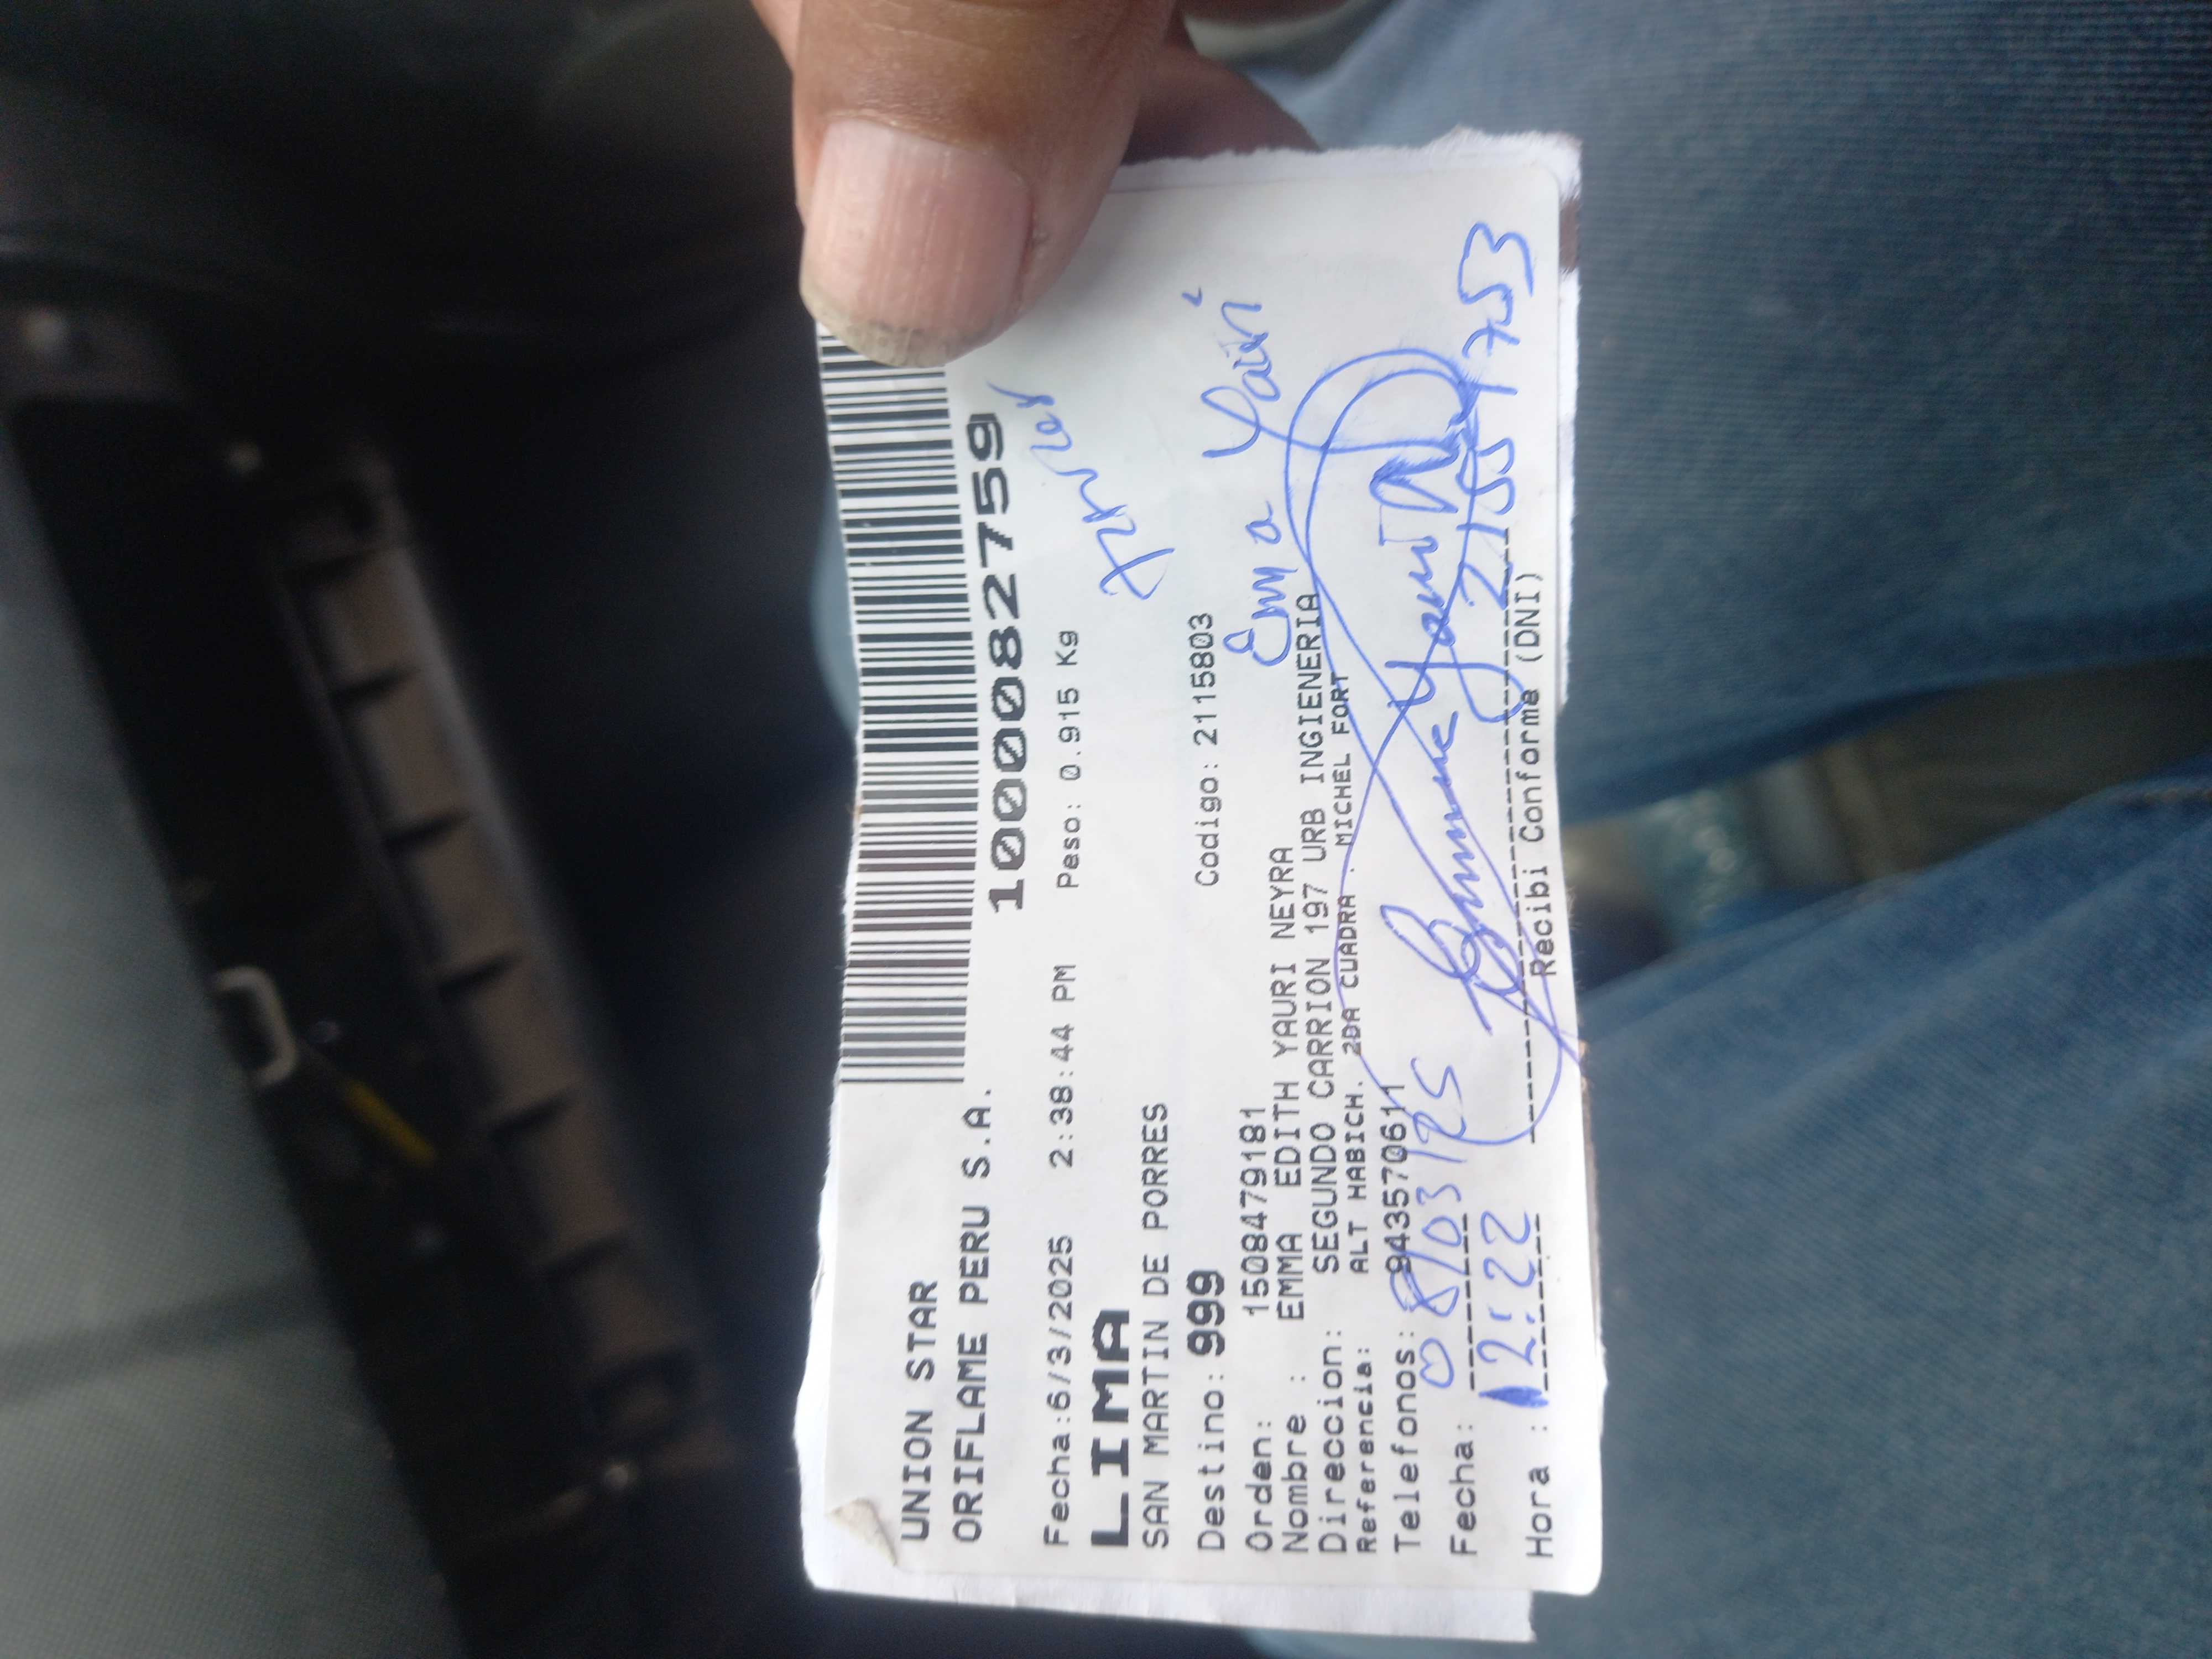 UNION STAR
ORIFLAME PERU S.A.
1000082759
Fecha:6/3/2025 2:38:44 PM Peso: 0.915 Kg
LIMA
SAN MARTIN DE PORRES
Destino: 999 Codigo: 2115803
Orden: 1508479181
Emma Yauri
Nombre : EMMA EDITH YAURI NEYRA
Direccion: SEGUNDO CARRION 197 URB INGIENERIA
Referencia: ALT HABICH. 2DA CUADRA . MICHEL FORT
Telefonos: 943570611
Fecha: 08/03/25
Hora : 12:22
Recibi Conforme (DNI)